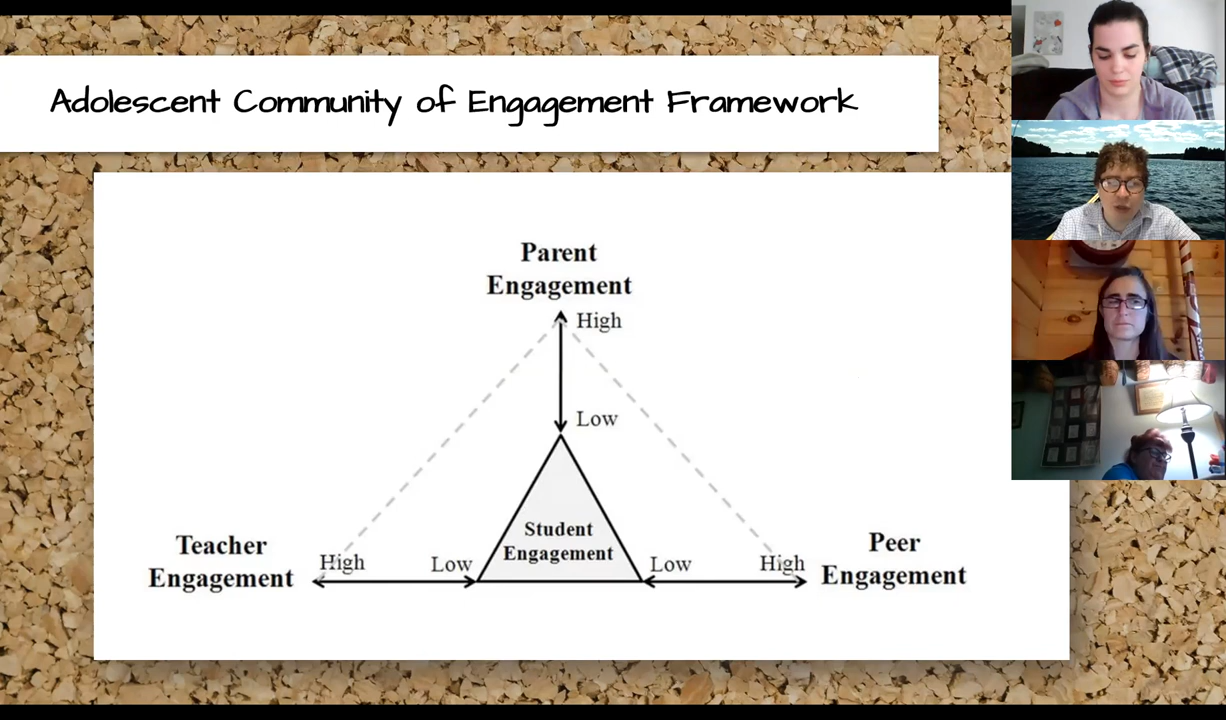 Adolescent Community of Engagement Framework
Parent
Engagement
High
Low
Student
Engagement
Teacher
Engagement
High
Low
Low
High
Peer
Engagement